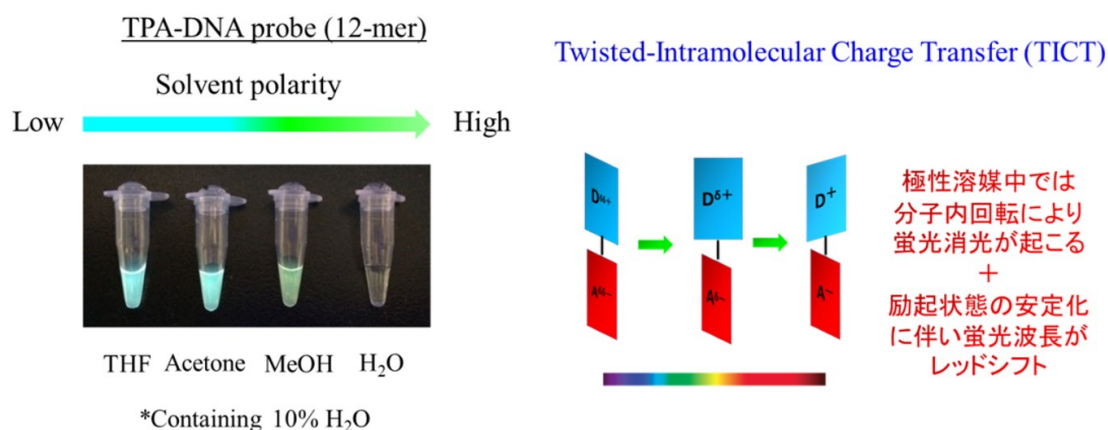 TPA-DNA probe (12-mer)
Solvent polarity
Low
High
THF Acetone MeOH H₂O
*Containing 10% H₂O
Twisted-Intramolecular Charge Transfer (TICT)
Dδδ+ Dδ+ D+
Aδδ− Aδ− A−
極性溶媒中では
分子内回転により
蛍光消光が起こる
+
励起状態の安定化
に伴い蛍光波長が
レッドシフト